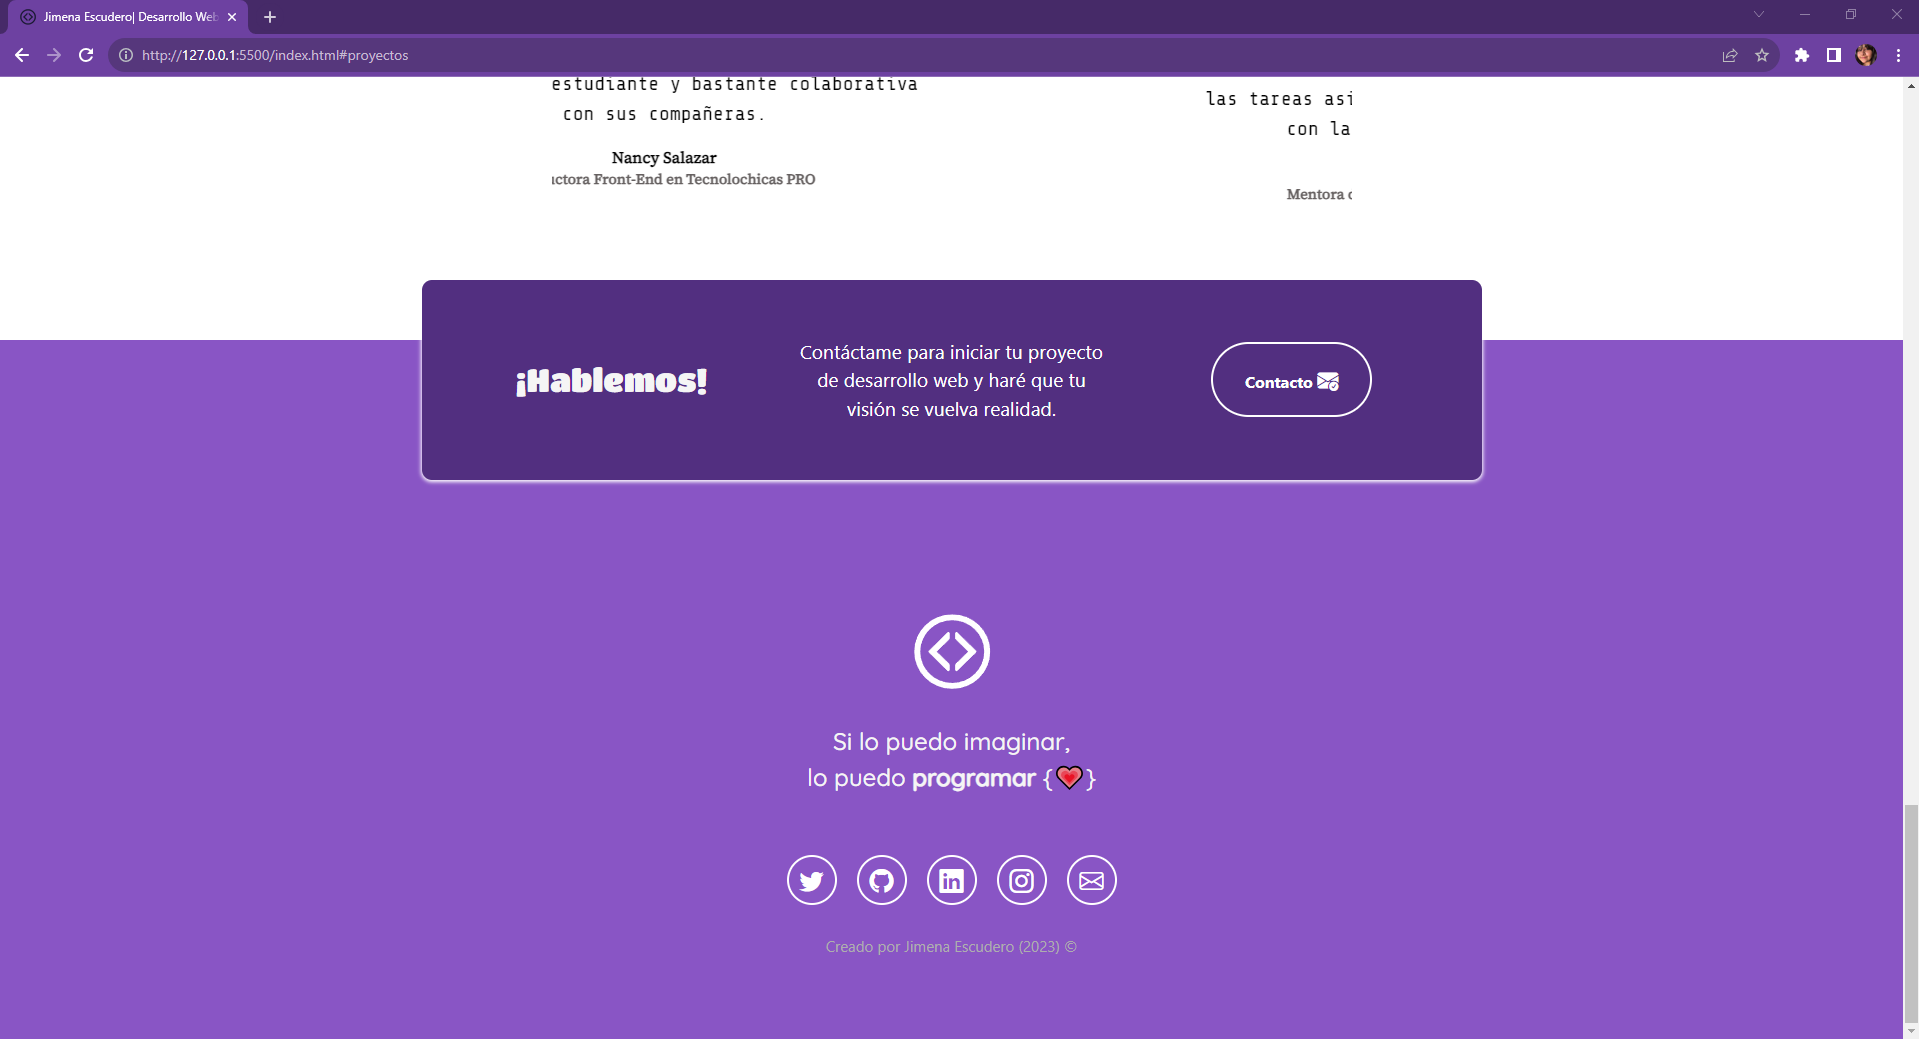 Jimena Escudero| Desarrollo Web
http://127.0.0.1:5500/index.html#proyectos
estudiante y bastante colaborativa
con sus compañeras.
Nancy Salazar
uctora Front-End en Tecnolochicas PRO
las tareas asi
con la
Mentora
¡Hablemos!
Contáctame para iniciar tu proyecto
de desarrollo web y haré que tu
visión se vuelva realidad.
Contacto
Si lo puedo imaginar,
lo puedo programar {💗}
Creado por Jimena Escudero (2023) ©